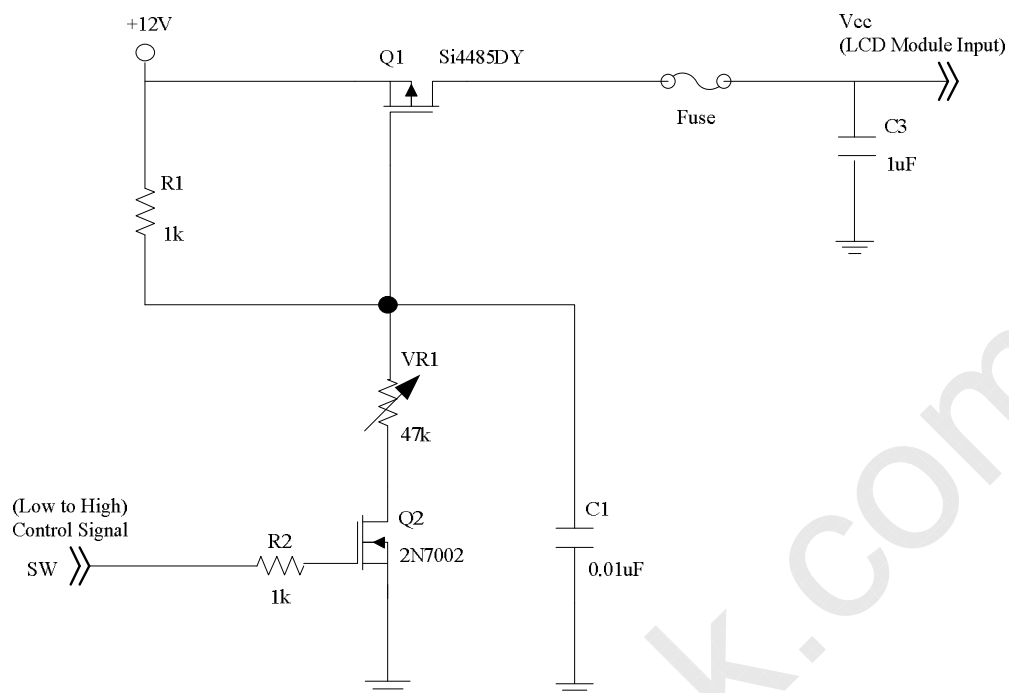 +12V
Q1
Si4485DY
Vcc
(LCD Module Input)
Fuse
C3
1uF
R1
1k
VR1
47k
(Low to High)
Control Signal
SW
R2
1k
Q2
2N7002
C1
0.01uF
k.com